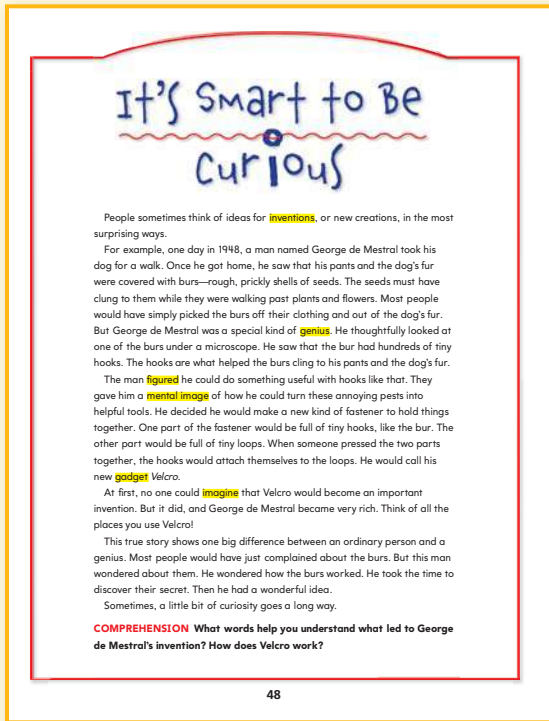 It's Smart to Be
Curious
People sometimes think of ideas for inventions, or new creations, in the most
surprising ways.
For example, one day in 1948, a man named George de Mestral took his
dog for a walk. Once he got home, he saw that his pants and the dog's fur
were covered with burs—rough, prickly shells of seeds. The seeds must have
clung to them while they were walking past plants and flowers. Most people
would have simply picked the burs off their clothing and out of the dog's fur.
But George de Mestral was a special kind of genius. He thoughtfully looked at
one of the burs under a microscope. He saw that the bur had hundreds of tiny
hooks. The hooks are what helped the burs cling to his pants and the dog's fur.
The man figured he could do something useful with hooks like that. They
gave him a mental image of how he could turn these annoying pests into
helpful tools. He decided he would make a new kind of fastener to hold things
together. One part of the fastener would be full of tiny hooks, like the bur. The
other part would be full of tiny loops. When someone pressed the two parts
together, the hooks would attach themselves to the loops. He would call his
new gadget Velcro.
At first, no one could imagine that Velcro would become an important
invention. But it did, and George de Mestral became very rich. Think of all the
places you use Velcro!
This true story shows one big difference between an ordinary person and a
genius. Most people would have just complained about the burs. But this man
wondered about them. He wondered how the burs worked. He took the time to
discover their secret. Then he had a wonderful idea.
Sometimes, a little bit of curiosity goes a long way.
COMPREHENSION What words help you understand what led to George
de Mestral's invention? How does Velcro work?
48